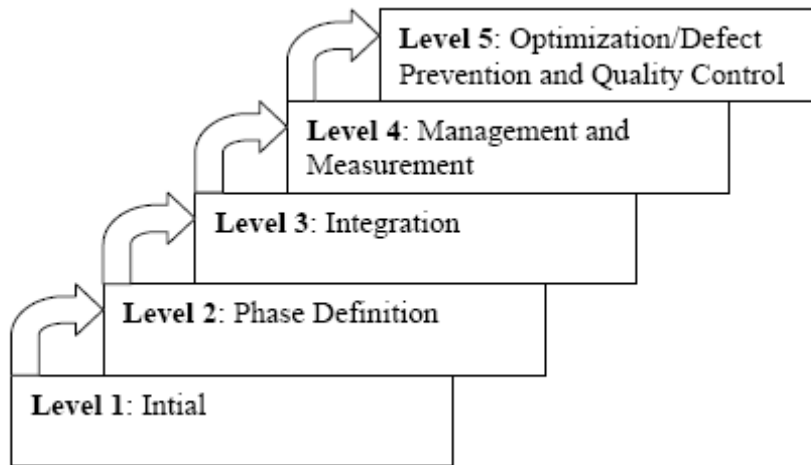 Level 5: Optimization/Defect
Prevention and Quality Control
Level 4: Management and
Measurement
Level 3: Integration
Level 2: Phase Definition
Level 1: Intial